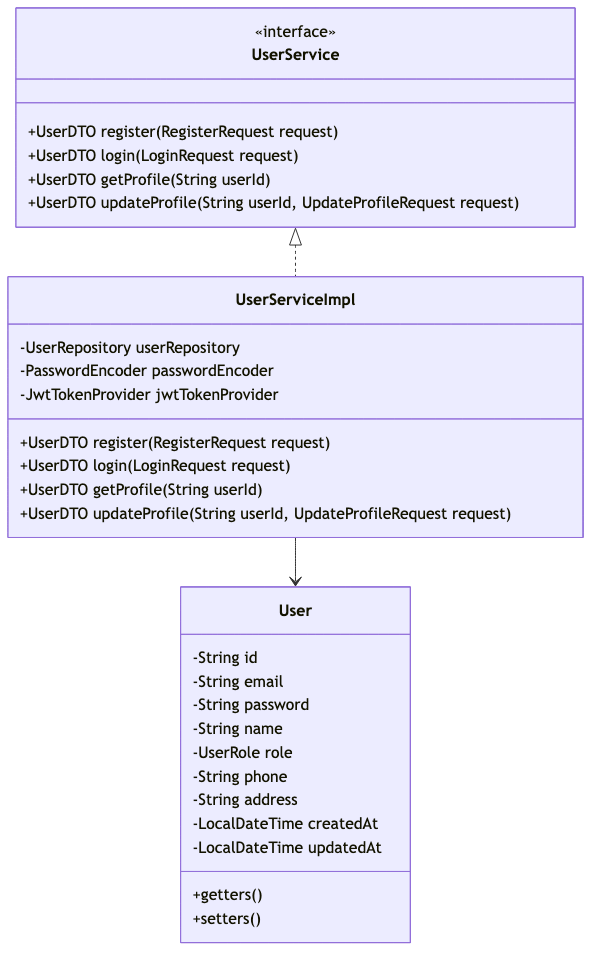 «interface»
UserService
+UserDTO register(RegisterRequest request)
+UserDTO login(LoginRequest request)
+UserDTO getProfile(String userId)
+UserDTO updateProfile(String userId, UpdateProfileRequest request)
UserServiceImpl
-UserRepository userRepository
-PasswordEncoder passwordEncoder
-JwtTokenProvider jwtTokenProvider
+UserDTO register(RegisterRequest request)
+UserDTO login(LoginRequest request)
+UserDTO getProfile(String userId)
+UserDTO updateProfile(String userId, UpdateProfileRequest request)
User
-String id
-String email
-String password
-String name
-UserRole role
-String phone
-String address
-LocalDateTime createdAt
-LocalDateTime updatedAt
+getters()
+setters()